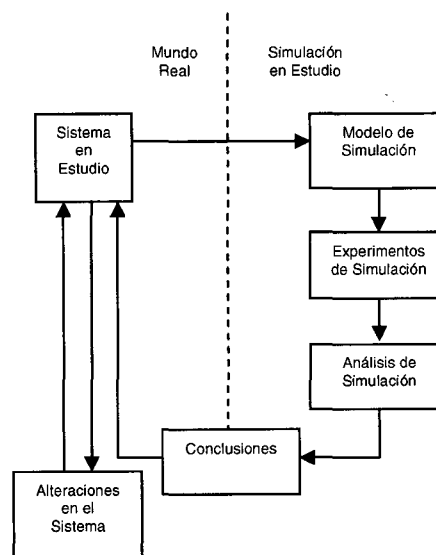 Mundo
Real
Simulación
en Estudio
Sistema
en
Estudio
Modelo de
Simulación
Experimentos
de Simulación
Análisis de
Simulación
Conclusiones
Alteraciones
en el
Sistema